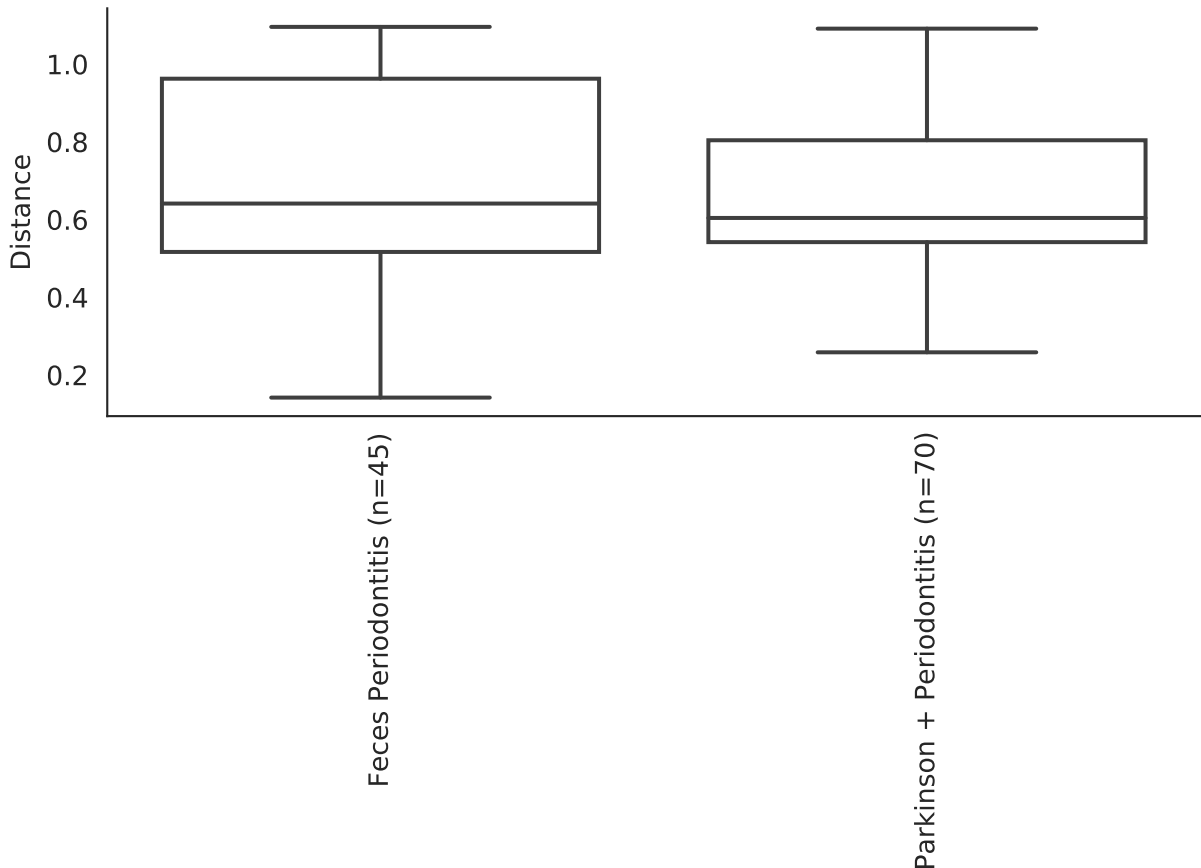 Distance
1.0
0.8
0.6
0.4
0.2
Feces Periodontitis (n=45)
Parkinson + Periodontitis (n=70)